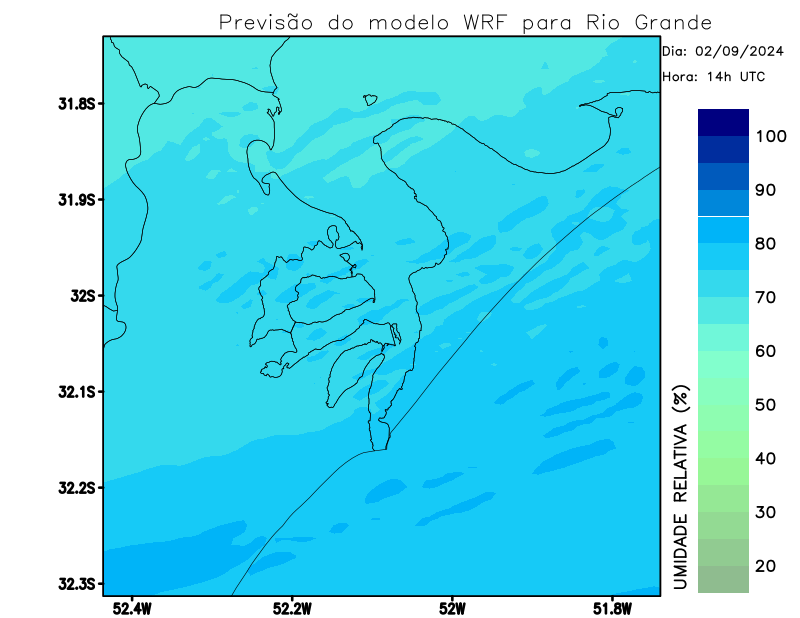 Previsão do modelo WRF para Rio Grande
Dia: 02/09/2024
Hora: 14h UTC
31.8S
31.9S
32S
32.1S
32.2S
32.3S
52.4W
52.2W
52W
51.8W
UMIDADE RELATIVA (%)
100
90
80
70
60
50
40
30
20